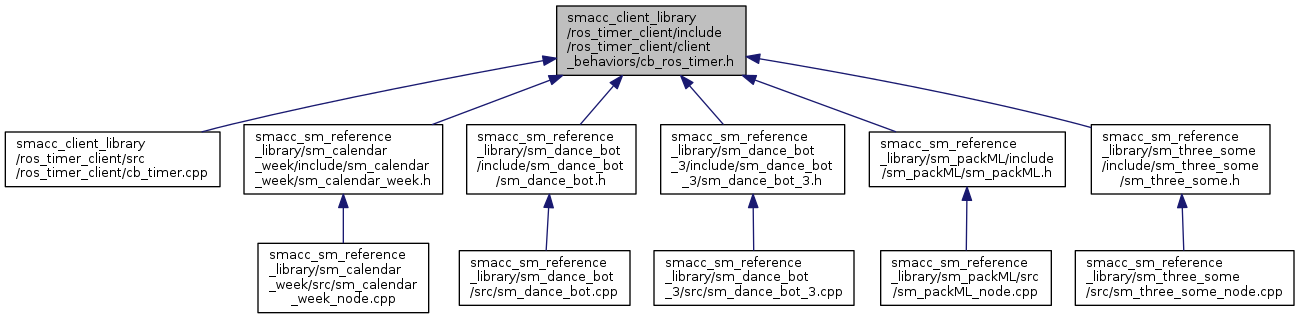 smacc_client_library
/ros_timer_client/include
/ros_timer_client/client
_behaviors/cb_ros_timer.h
smacc_client_library
/ros_timer_client/src
/ros_timer_client/cb_timer.cpp
smacc_sm_reference
_library/sm_calendar
_week/include/sm_calendar
_week/sm_calendar_week.h
smacc_sm_reference
_library/sm_dance_bot
/include/sm_dance_bot
/sm_dance_bot.h
smacc_sm_reference
_library/sm_dance_bot
_3/include/sm_dance_bot
_3/sm_dance_bot_3.h
smacc_sm_reference
_library/sm_packML/include
/sm_packML/sm_packML.h
smacc_sm_reference
_library/sm_three_some
/include/sm_three_some
/sm_three_some.h
smacc_sm_reference
_library/sm_calendar
_week/src/sm_calendar
_week_node.cpp
smacc_sm_reference
_library/sm_dance_bot
/src/sm_dance_bot.cpp
smacc_sm_reference
_library/sm_dance_bot
_3/src/sm_dance_bot_3.cpp
smacc_sm_reference
_library/sm_packML/src
/sm_packML_node.cpp
smacc_sm_reference
_library/sm_three_some
/src/sm_three_some_node.cpp